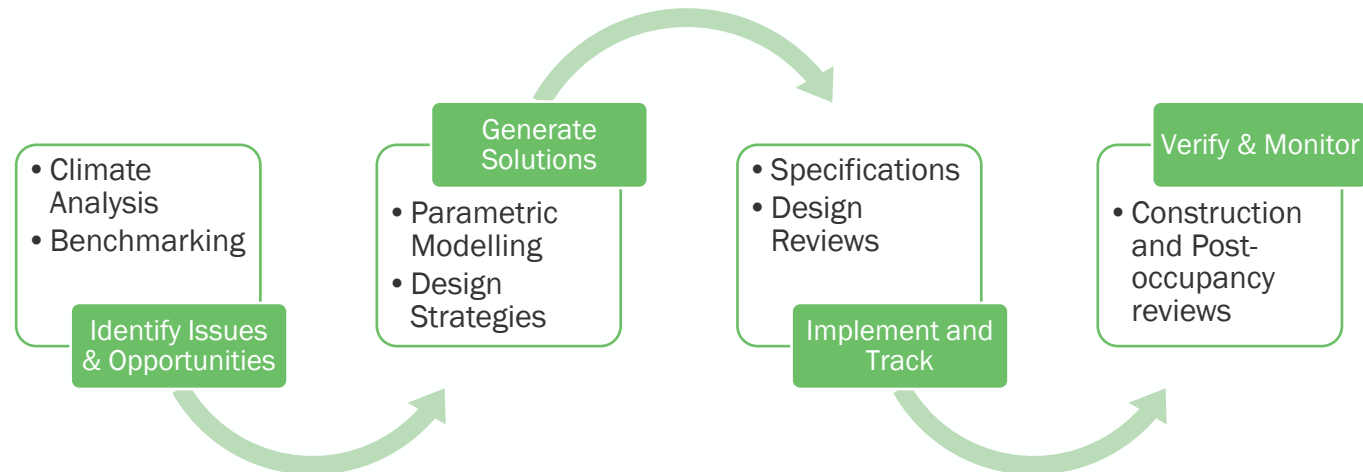 • Climate
Analysis
• Benchmarking
Identify Issues
& Opportunities
Generate
Solutions
• Parametric
Modelling
• Design
Strategies
• Specifications
• Design
Reviews
Implement and
Track
Verify & Monitor
• Construction
and Post-
occupancy
reviews